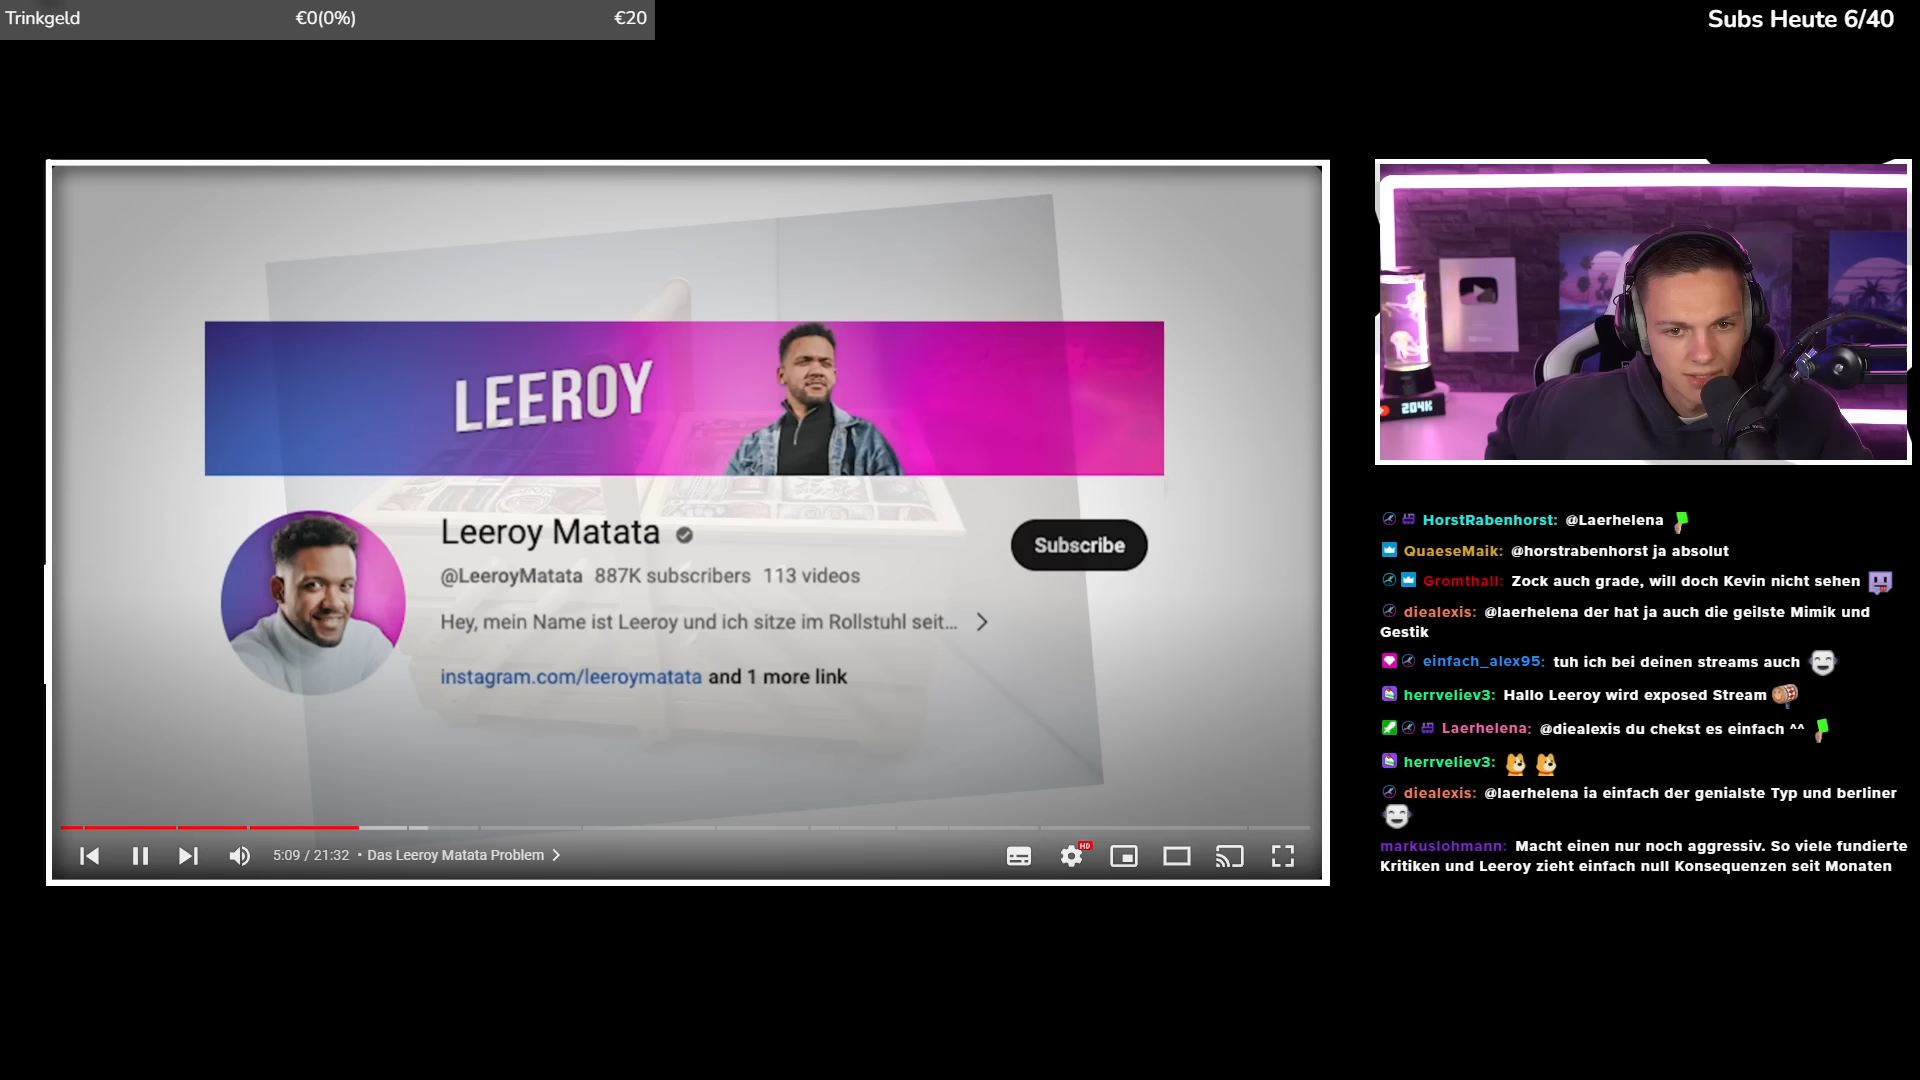 Trinkgeld €0(0%) €20
Subs Heute 6/40
LEEROY
Leeroy Matata
@LeeroyMatata 887K subscribers 113 videos
Subscribe
Hey, mein Name ist Leeroy und ich sitze im Rollstuhl seit...
instagram.com/leeroymatata and 1 more link
5:09 / 21:32 • Das Leeroy Matata Problem
HD
204K
HorstRabenhorst: @Laerhelena
QuaeseMaik: @horstrabenhorst ja absolut
Gromthall: Zock auch grade, will doch Kevin nicht sehen
diealexis: @laerhelena der hat ja auch die geilste Mimik und
Gestik
einfach_alex95: tuh ich bei deinen streams auch
herrveliev3: Hallo Leeroy wird exposed Stream
Laerhelena: @diealexis du chekst es einfach ^^
herrveliev3:
diealexis: @laerhelena ia einfach der genialste Typ und berliner
markuslohmann: Macht einen nur noch aggressiv. So viele fundierte
Kritiken und Leeroy zieht einfach null Konsequenzen seit Monaten